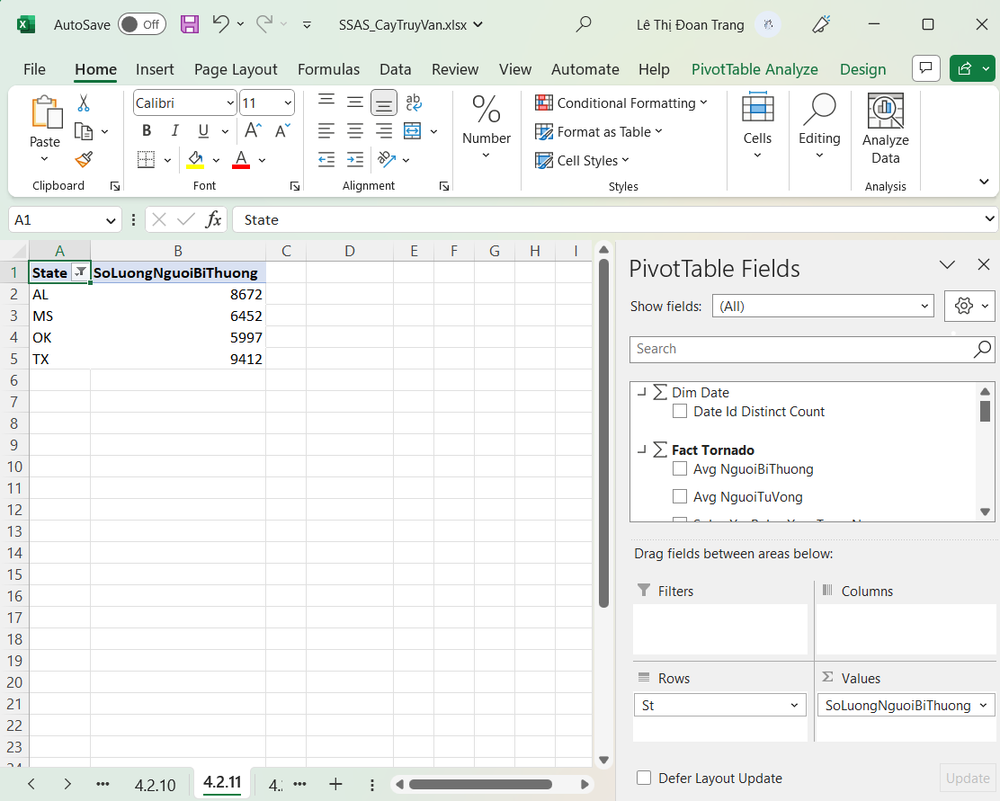 AutoSave Off SSAS_CayTruyVan.xlsx Lê Thị Đoan Trang
File Home Insert Page Layout Formulas Data Review View Automate Help PivotTable Analyze Design
Paste
Clipboard
Calibri 11
B I U
Font
ab
Alignment
%
Number
Conditional Formatting
Format as Table
Cell Styles
Styles
Cells
Editing
Analyze
Data
Analysis
A1 fx State
A B C D E F G H I
1 State SoLuongNguoiBiThuong
2 AL 8672
3 MS 6452
4 OK 5997
5 TX 9412
6
7
8
9
10
11
12
13
14
15
16
17
18
19
20
21
22
23
24
4.2.10 4.2.11 4.2
PivotTable Fields
Show fields: (All)
Search
Dim Date
Date Id Distinct Count
Fact Tornado
Avg NguoiBiThuong
Avg NguoiTuVong
Drag fields between areas below:
Filters
Columns
Rows
St
Values
SoLuongNguoiBiThuong
Defer Layout Update
Update